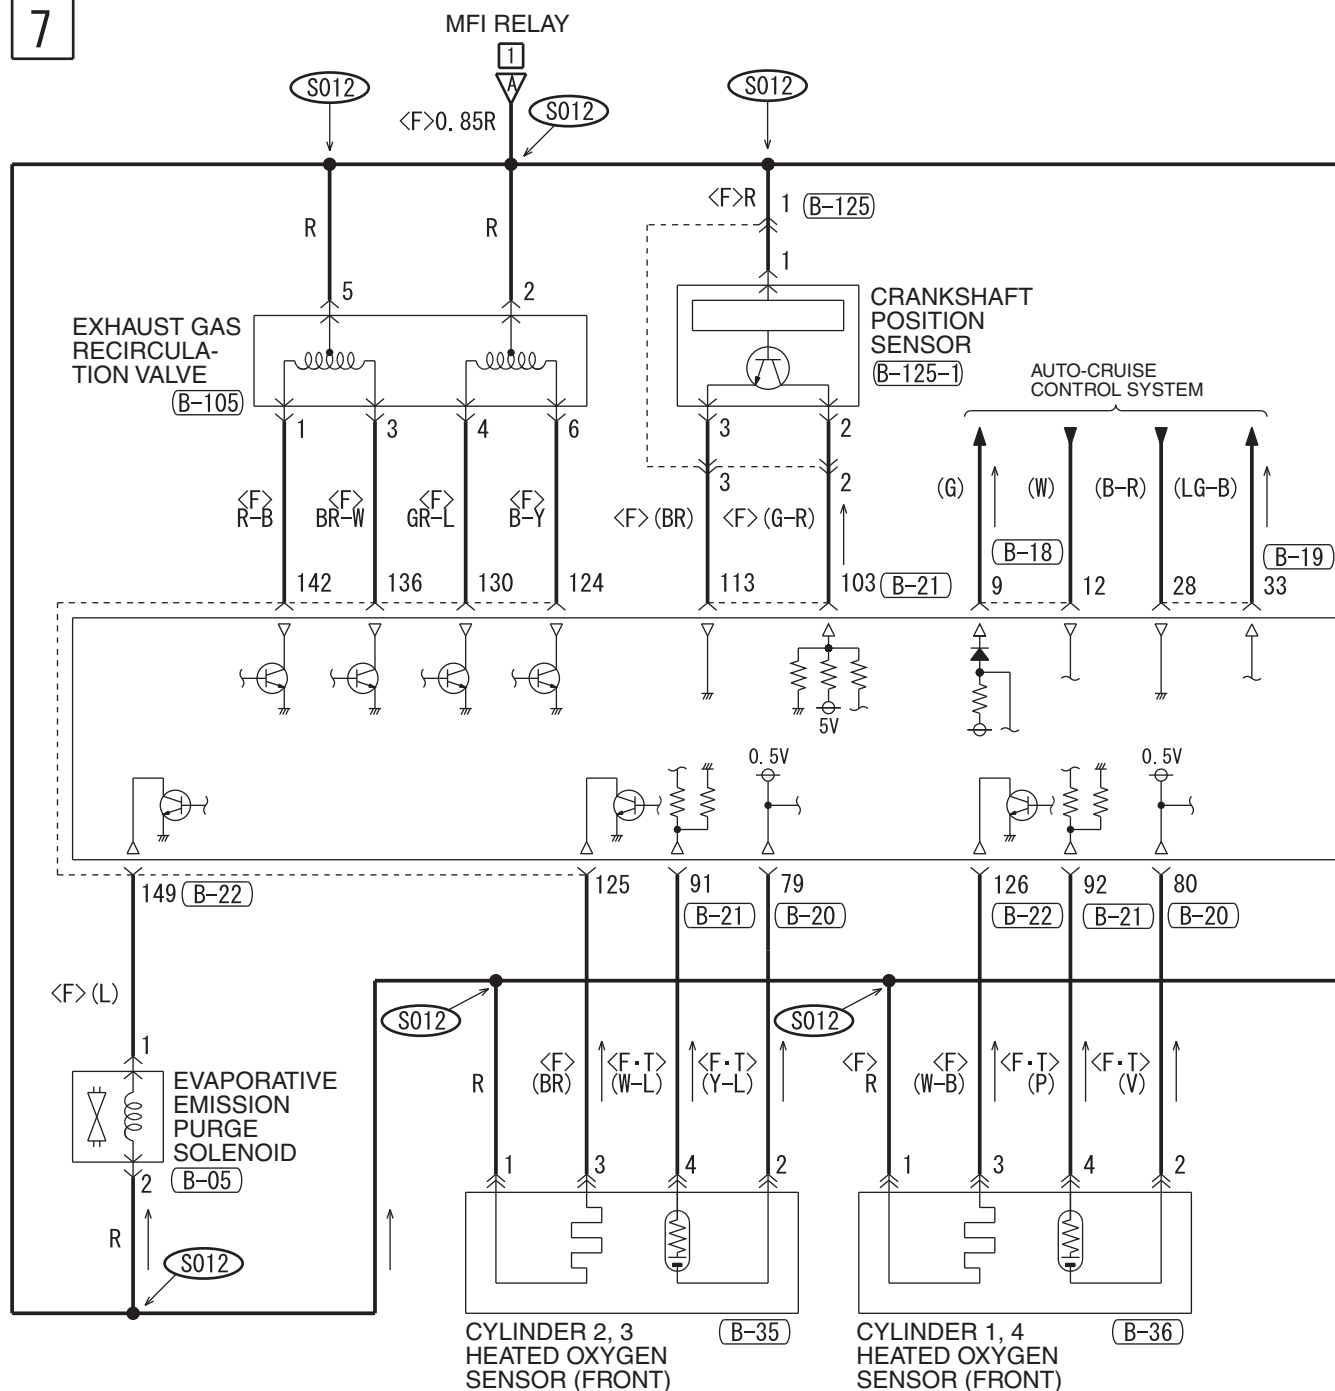 7
MFI RELAY
1
A
S012
S012
S012
<F>0.85R
R
R
<F>R
1
B-125
1
5
2
EXHAUST GAS
RECIRCULA-
TION VALVE
B-105
CRANKSHAFT
POSITION
SENSOR
B-125-1
AUTO-CRUISE
CONTROL SYSTEM
1
3
4
6
3
2
3
2
<F>
R-B
<F>
BR-W
<F>
GR-L
<F>
B-Y
<F>(BR)
<F>(G-R)
(G)
(W)
(B-R)
(LG-B)
B-18
B-19
142
136
130
124
113
103
B-21
9
12
28
33
5V
0.5V
0.5V
149
B-22
125
91
B-21
79
B-20
126
B-22
92
B-21
80
B-20
<F>(L)
S012
S012
1
EVAPORATIVE
EMISSION
PURGE
SOLENOID
B-05
2
R
S012
R
<F>
(BR)
<F·T>
(W-L)
<F·T>
(Y-L)
<F>
R
<F>
(W-B)
<F·T>
(P)
<F·T>
(V)
1
3
4
2
1
3
4
2
CYLINDER 2, 3
HEATED OXYGEN
SENSOR (FRONT)
B-35
CYLINDER 1, 4
HEATED OXYGEN
SENSOR (FRONT)
B-36